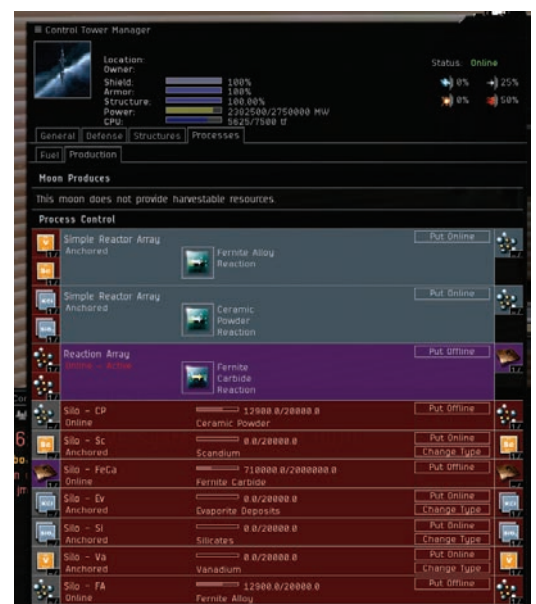 Control Tower Manager
Location:
Owner:
Shield: 100%
Armor: 100%
Structure: 100.00%
Power: 2382500/2750000 MW
CPU: 5625/7500 tf
Status: Online
0% 25%
0% 50%
General Defense Structures Processes
Fuel Production
Moon Produces
This moon does not provide harvestable resources.
Process Control
Simple Reactor Array
Anchored
Fernite Alloy
Reaction
Put Online
Simple Reactor Array
Anchored
Ceramic
Powder
Reaction
Put Online
Reaction Array
Online - Active
Fernite
Carbide
Reaction
Put Offline
Silo - CP
Online
12900.0/20000.0
Ceramic Powder
Put Offline
Silo - Sc
Anchored
0.0/20000.0
Scandium
Put Online
Change Type
Silo - FeCa
Online
710000.0/2000000.0
Fernite Carbide
Put Offline
Silo - Ev
Anchored
0.0/20000.0
Evaporite Deposits
Put Online
Change Type
Silo - Si
Anchored
0.0/20000.0
Silicates
Put Online
Change Type
Silo - Va
Anchored
0.0/20000.0
Vanadium
Put Online
Change Type
Silo - FA
Online
12900.0/20000.0
Fernite Alloy
Put Offline